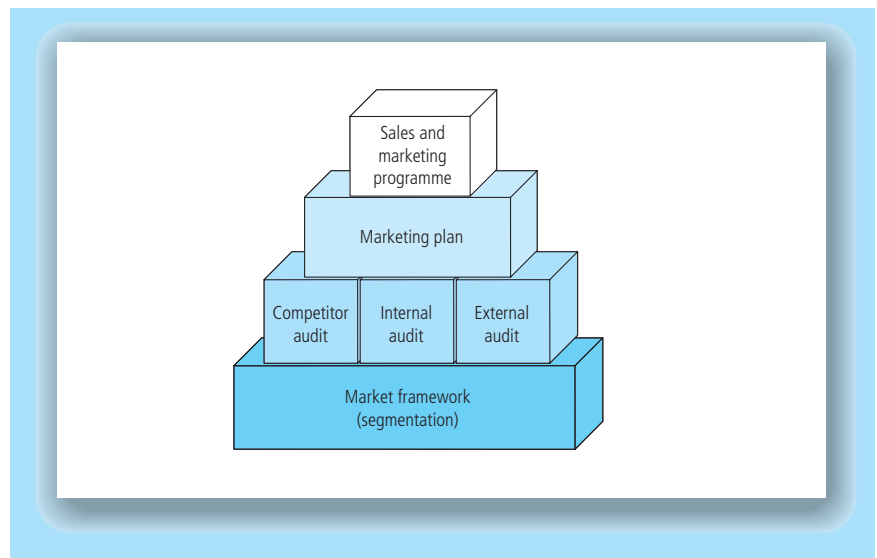 Sales and
marketing
programme
Marketing plan
Competitor
audit
Internal
audit
External
audit
Market framework
(segmentation)